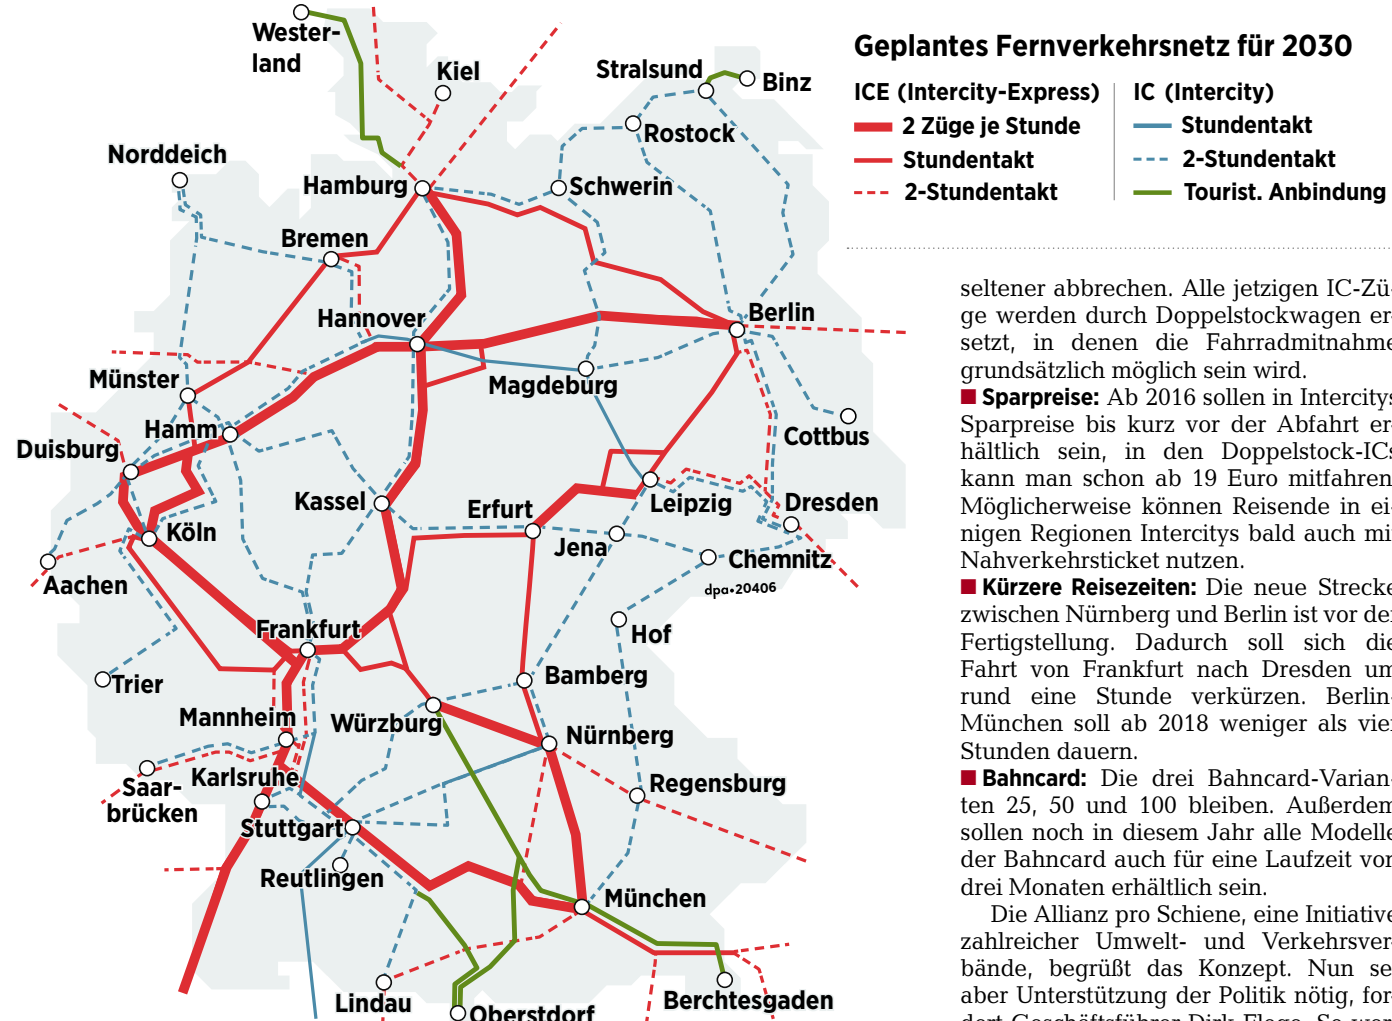 Wester-
land
Kiel
Stralsund
Binz
Rostock
Norddeich
Hamburg
Schwerin
Bremen
Hannover
Berlin
Münster
Magdeburg
Hamm
Cottbus
Duisburg
Kassel
Erfurt
Leipzig
Dresden
Köln
Jena
Chemnitz
Aachen
dpa•20406
Frankfurt
Hof
Trier
Bamberg
Mannheim
Würzburg
Nürnberg
Saar-
brücken
Karlsruhe
Regensburg
Stuttgart
Reutlingen
München
Lindau
Oberstdorf
Berchtesgaden
Geplantes Fernverkehrsnetz für 2030
ICE (Intercity-Express)
2 Züge je Stunde
Stundentakt
2-Stundentakt
IC (Intercity)
Stundentakt
2-Stundentakt
Tourist. Anbindung
seltener abbrechen. Alle jetzigen IC-Zü-
ge werden durch Doppelstockwagen er-
setzt, in denen die Fahrradmitnahme
grundsätzlich möglich sein wird.
■ Sparpreise: Ab 2016 sollen in Intercitys
Sparpreise bis kurz vor der Abfahrt er-
hältlich sein, in den Doppelstock-ICs
kann man schon ab 19 Euro mitfahren
Möglicherweise können Reisende in ei-
nigen Regionen Intercitys bald auch mit
Nahverkehrsticket nutzen.
■ Kürzere Reisezeiten: Die neue Strecke
zwischen Nürnberg und Berlin ist vor der
Fertigstellung. Dadurch soll sich die
Fahrt von Frankfurt nach Dresden um
rund eine Stunde verkürzen. Berlin-
München soll ab 2018 weniger als vier
Stunden dauern.
■ Bahncard: Die drei Bahncard-Varian-
ten 25, 50 und 100 bleiben. Außerdem
sollen noch in diesem Jahr alle Modelle
der Bahncard auch für eine Laufzeit von
drei Monaten erhältlich sein.
Die Allianz pro Schiene, eine Initiative
zahlreicher Umwelt- und Verkehrsver-
bände, begrüßt das Konzept. Nun sei
aber Unterstützung der Politik nötig, for-
dert Geschäftsführer Dirk Flege. So